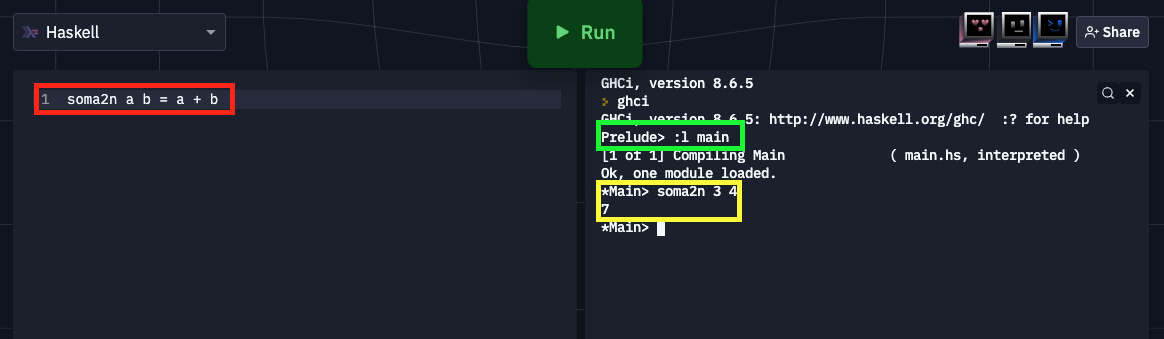 Haskell
Run
Share
1 soma2n a b = a + b
GHCi, version 8.6.5
> ghci
GHCi, version 8.6.5: http://www.haskell.org/ghc/  :? for help
Prelude> :l main
[1 of 1] Compiling Main             ( main.hs, interpreted )
Ok, one module loaded.
*Main> soma2n 3 4
7
*Main>